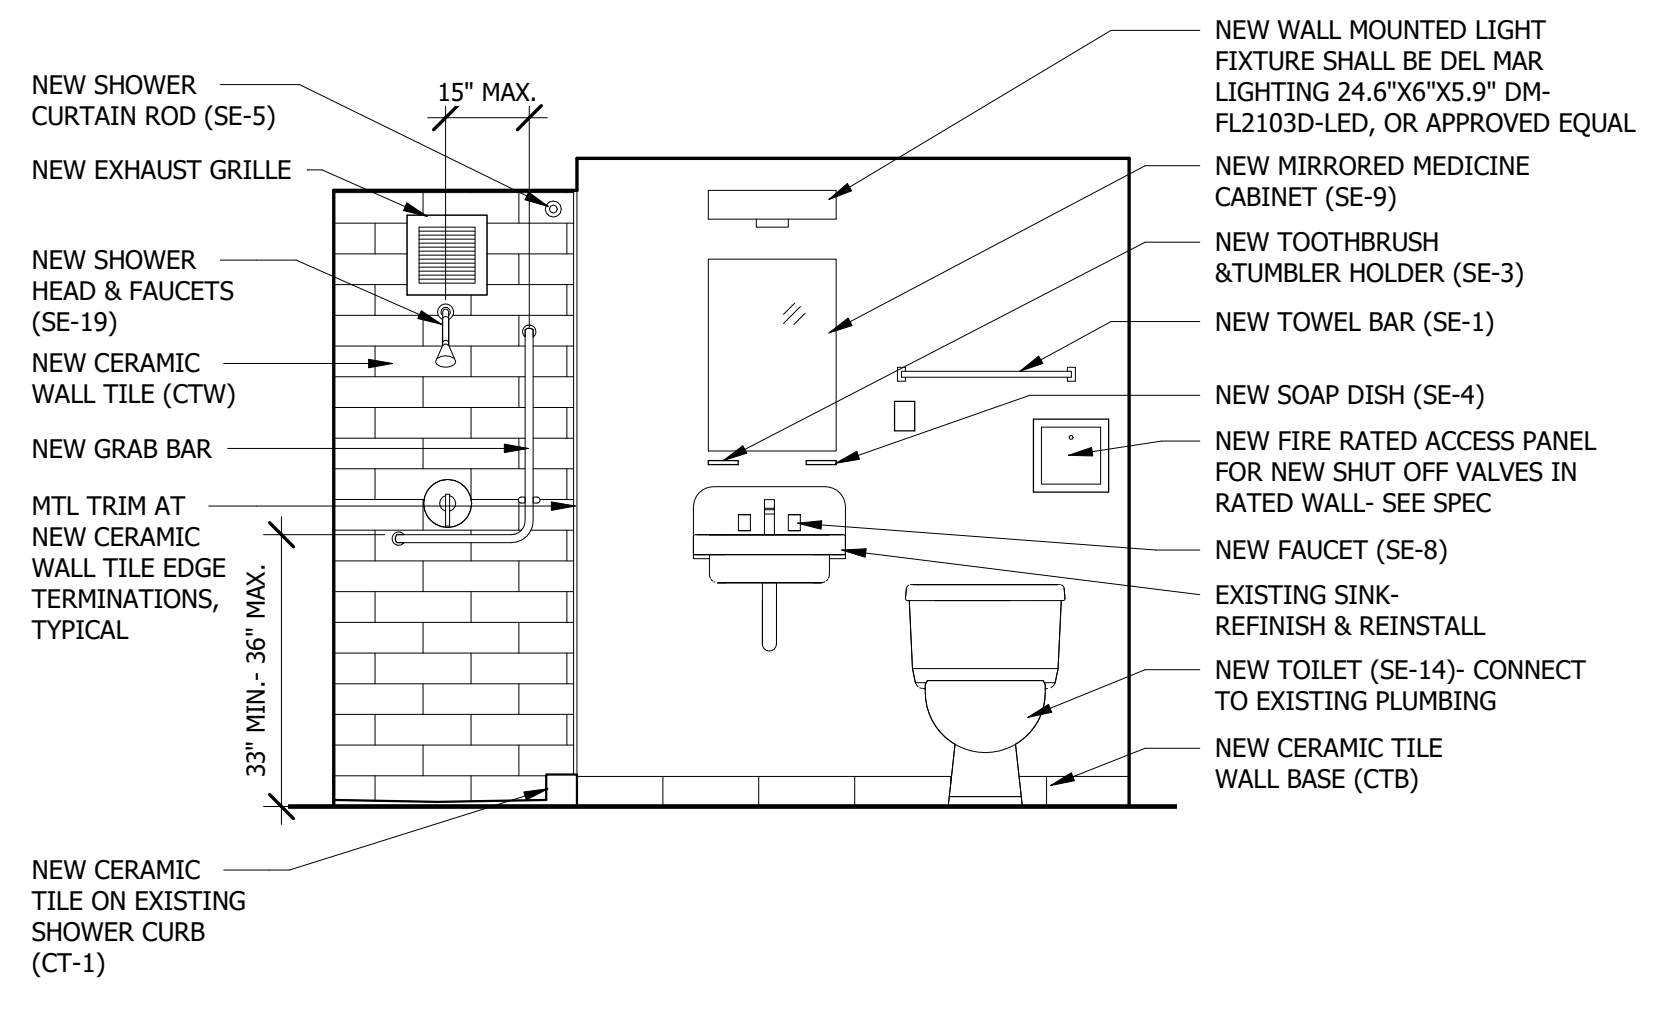 NEW SHOWER
CURTAIN ROD (SE-5)
NEW EXHAUST GRILLE
NEW SHOWER
HEAD & FAUCETS
(SE-19)
NEW CERAMIC
WALL TILE (CTW)
NEW GRAB BAR
MTL TRIM AT
NEW CERAMIC
WALL TILE EDGE
TERMINATIONS,
TYPICAL
NEW CERAMIC
TILE ON EXISTING
SHOWER CURB
(CT-1)
15" MAX.
33" MIN.- 36" MAX.
NEW WALL MOUNTED LIGHT
FIXTURE SHALL BE DEL MAR
LIGHTING 24.6"X6"X5.9" DM-
FL2103D-LED, OR APPROVED EQUAL
NEW MIRRORED MEDICINE
CABINET (SE-9)
NEW TOOTHBRUSH
&TUMBLER HOLDER (SE-3)
NEW TOWEL BAR (SE-1)
NEW SOAP DISH (SE-4)
NEW FIRE RATED ACCESS PANEL
FOR NEW SHUT OFF VALVES IN
RATED WALL- SEE SPEC
NEW FAUCET (SE-8)
EXISTING SINK-
REFINISH & REINSTALL
NEW TOILET (SE-14)- CONNECT
TO EXISTING PLUMBING
NEW CERAMIC TILE
WALL BASE (CTB)